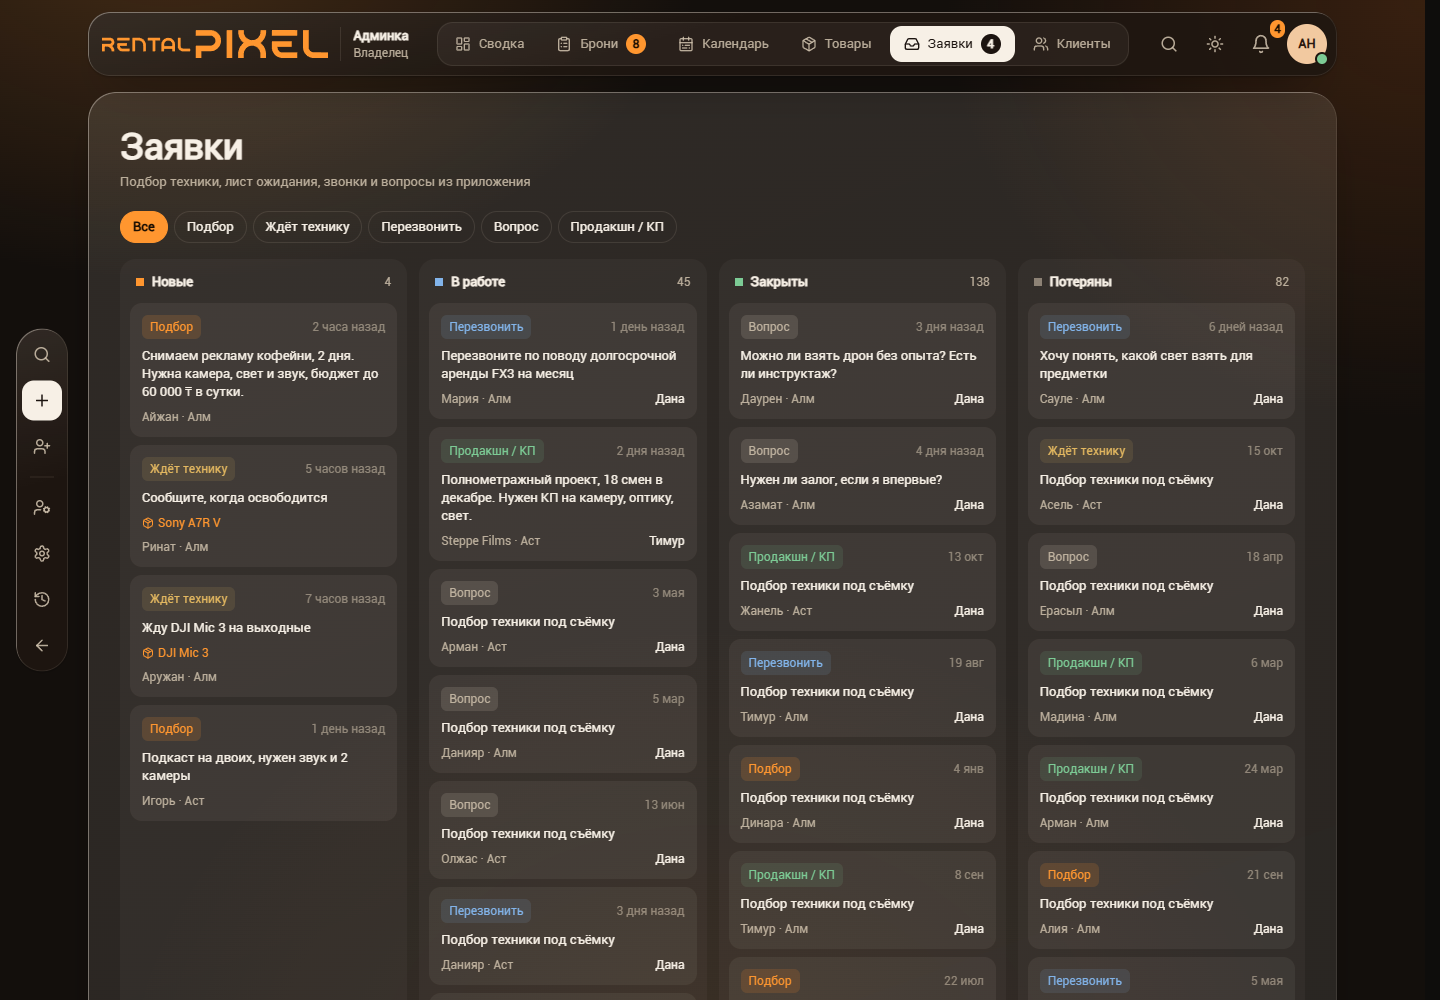 RENTAL PIXEL
Админка
Владелец
Сводка
Брони 8
Календарь
Товары
Заявки 4
Клиенты
4
АН
Заявки
Подбор техники, лист ожидания, звонки и вопросы из приложения
Все
Подбор
Ждёт технику
Перезвонить
Вопрос
Продакшн / КП
Новые 4
Подбор 2 часа назад
Снимаем рекламу кофейни, 2 дня.
Нужна камера, свет и звук, бюджет до
60 000 ₸ в сутки.
Айжан · Алм
Ждёт технику 5 часов назад
Сообщите, когда освободится
Sony A7R V
Ринат · Алм
Ждёт технику 7 часов назад
Жду DJI Mic 3 на выходные
DJI Mic 3
Аружан · Алм
Подбор 1 день назад
Подкаст на двоих, нужен звук и 2
камеры
Игорь · Аст
В работе 45
Перезвонить 1 день назад
Перезвоните по поводу долгосрочной
аренды FX3 на месяц
Мария · Алм Дана
Продакшн / КП 2 дня назад
Полнометражный проект, 18 смен в
декабре. Нужен КП на камеру, оптику,
свет.
Steppe Films · Аст Тимур
Вопрос 3 мая
Подбор техники под съёмку
Арман · Аст Дана
Вопрос 5 мар
Подбор техники под съёмку
Данияр · Алм Дана
Вопрос 13 июн
Подбор техники под съёмку
Олжас · Аст Дана
Перезвонить 3 дня назад
Подбор техники под съёмку
Данияр · Аст Дана
Закрыты 138
Вопрос 3 дня назад
Можно ли взять дрон без опыта? Есть
ли инструктаж?
Даурен · Алм Дана
Вопрос 4 дня назад
Нужен ли залог, если я впервые?
Азамат · Алм Дана
Продакшн / КП 13 окт
Подбор техники под съёмку
Жанель · Аст Дана
Перезвонить 19 авг
Подбор техники под съёмку
Тимур · Алм Дана
Подбор 4 янв
Подбор техники под съёмку
Динара · Алм Дана
Продакшн / КП 8 сен
Подбор техники под съёмку
Тимур · Алм Дана
Подбор 22 июл
Потеряны 82
Перезвонить 6 дней назад
Хочу понять, какой свет взять для
предметки
Сауле · Алм Дана
Ждёт технику 15 окт
Подбор техники под съёмку
Асель · Аст Дана
Вопрос 18 апр
Подбор техники под съёмку
Ерасыл · Алм Дана
Продакшн / КП 6 мар
Подбор техники под съёмку
Мадина · Алм Дана
Продакшн / КП 24 мар
Подбор техники под съёмку
Арман · Алм Дана
Подбор 21 сен
Подбор техники под съёмку
Алия · Алм Дана
Перезвонить 5 мая